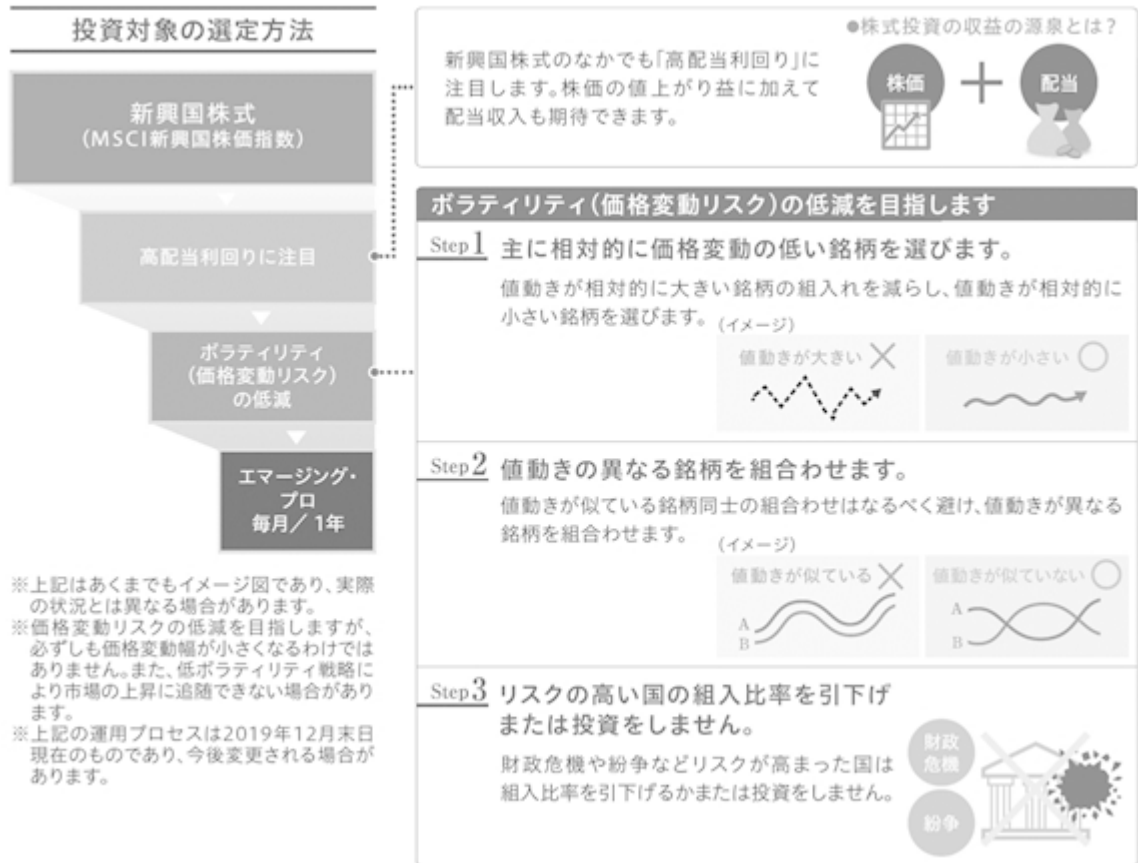 投資対象の選定方法
新興国株式
（MSCI新興国株価指数）
高配当利回りに注目
ボラティリティ
（価格変動リスク）
の低減
エマージング・
プロ
毎月／1年
※上記はあくまでもイメージ図であり、実際
の状況とは異なる場合があります。
※価格変動リスクの低減を目指しますが、
必ずしも価格変動幅が小さくなるわけでは
ありません。また、低ボラティリティ戦略に
より市場の上昇に追随できない場合があり
ます。
※上記の運用プロセスは2019年12月末日
現在のものであり、今後変更される場合が
あります。
新興国株式のなかでも「高配当利回り」に
注目します。株価の値上がり益に加えて
配当収入も期待できます。
●株式投資の収益の源泉とは？
株価 ＋ 配当
ボラティリティ（価格変動リスク）の低減を目指します
Step1 主に相対的に価格変動の低い銘柄を選びます。
値動きが相対的に大きい銘柄の組入れを減らし、値動きが相対的に
小さい銘柄を選びます。
（イメージ）
値動きが大きい ×
値動きが小さい ○
Step2 値動きの異なる銘柄を組合わせます。
値動きが似ている銘柄同士の組合わせはなるべく避け、値動きが異なる
銘柄を組合わせます。
（イメージ）
値動きが似ている ×
A
B
値動きが似ていない ○
A
B
Step3 リスクの高い国の組入比率を引下げ
または投資をしません。
財政危機や紛争などリスクが高まった国は
組入比率を引下げるかまたは投資をしません。
財政
危機
紛争